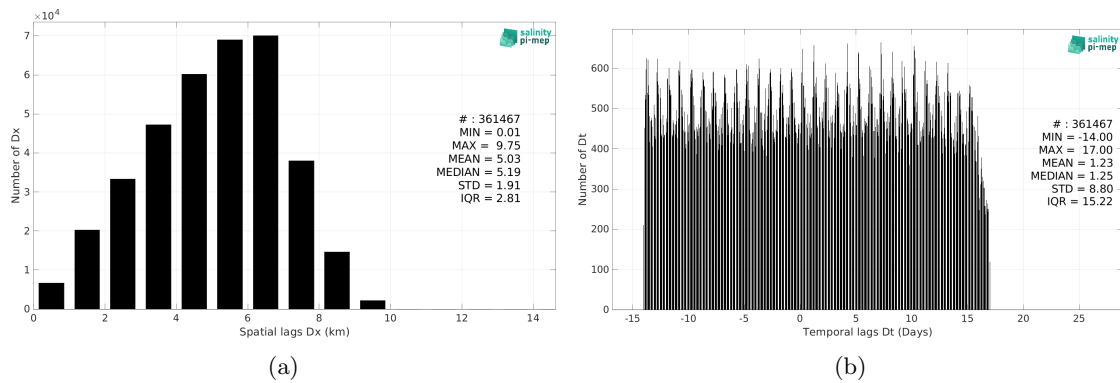 ×10⁴
7
6
5
4
3
2
1
0
Number of Dx
0 2 4 6 8 10 12 14
Spatial lags Dx (km)
salinity
pi-mep
# : 361467
MIN = 0.01
MAX = 9.75
MEAN = 5.03
MEDIAN = 5.19
STD = 1.91
IQR = 2.81
(a)
600
500
400
300
200
100
0
Number of Dt
-15 -10 -5 0 5 10 15 20 25
Temporal lags Dt (Days)
salinity
pi-mep
# : 361467
MIN = -14.00
MAX = 17.00
MEAN = 1.23
MEDIAN = 1.25
STD = 8.80
IQR = 15.22
(b)